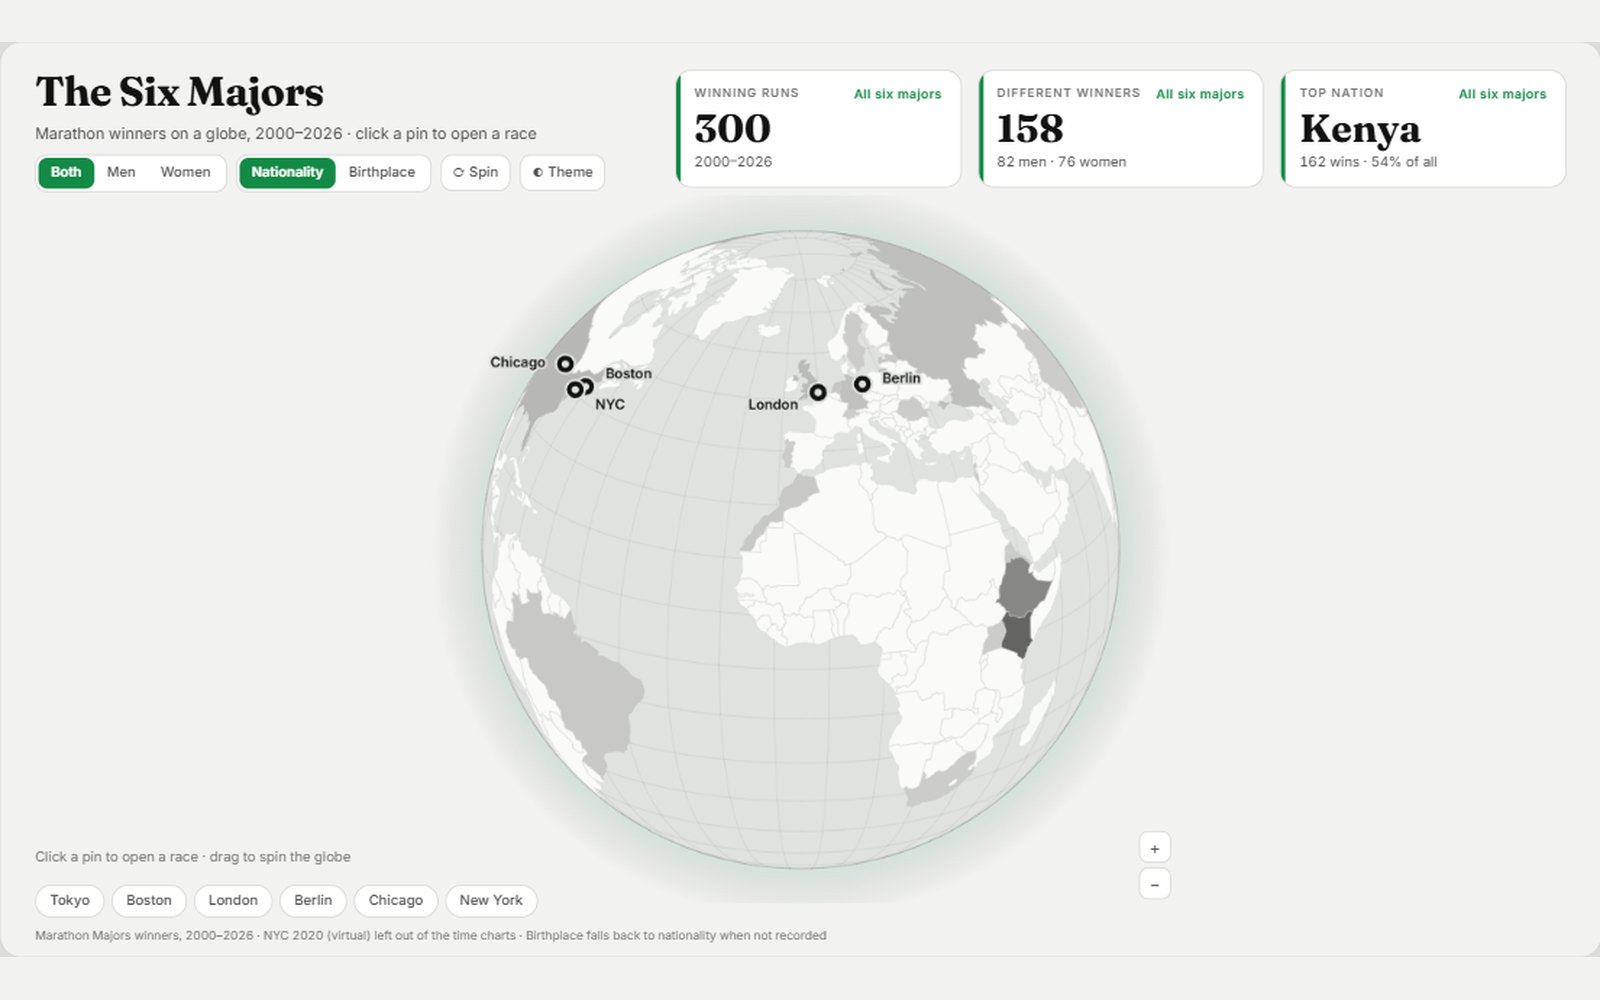 The Six Majors
Marathon winners on a globe, 2000–2026 · click a pin to open a race
Both Men Women Nationality Birthplace Spin Theme
WINNING RUNS All six majors
300
2000–2026
DIFFERENT WINNERS All six majors
158
82 men · 76 women
TOP NATION All six majors
Kenya
162 wins · 54% of all
Chicago
Boston
NYC
London
Berlin
+
−
Click a pin to open a race · drag to spin the globe
Tokyo Boston London Berlin Chicago New York
Marathon Majors winners, 2000–2026 · NYC 2020 (virtual) left out of the time charts · Birthplace falls back to nationality when not recorded